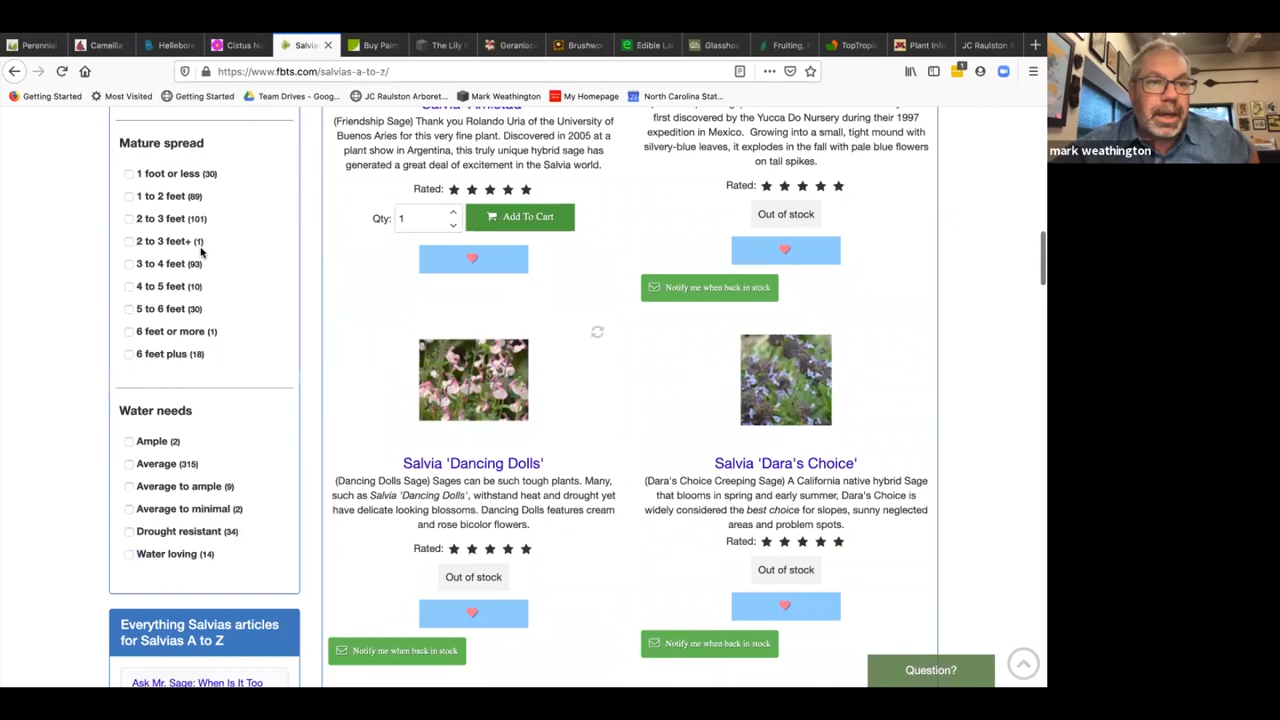 Perennial
Camellia
Hellebore
Cistus Nu
Salvias
Buy Palm
The Lily G
Geraniace
Brushwo
Edible La
Glasshou
Fruiting,
TopTropic
Plant Info
JC Raulston A
https://www.fbts.com/salvias-a-to-z/
1
Getting Started
Most Visited
Getting Started
Team Drives - Goog...
JC Raulston Arboret...
Mark Weathington
My Homepage
North Carolina Stat...
mark weathington
Mature spread
1 foot or less (30)
1 to 2 feet (89)
2 to 3 feet (101)
2 to 3 feet+ (1)
3 to 4 feet (93)
4 to 5 feet (10)
5 to 6 feet (30)
6 feet or more (1)
6 feet plus (18)
Water needs
Ample (2)
Average (315)
Average to ample (9)
Average to minimal (2)
Drought resistant (34)
Water loving (14)
Everything Salvias articles
for Salvias A to Z
Ask Mr. Sage: When Is It Too
Salvia 'Amistad'
(Friendship Sage) Thank you Rolando Uria of the University of
Buenos Aries for this very fine plant. Discovered in 2005 at a
plant show in Argentina, this truly unique hybrid sage has
generated a great deal of excitement in the Salvia world.
Rated:
Qty: 1
Add To Cart
first discovered by the Yucca Do Nursery during their 1997
expedition in Mexico. Growing into a small, tight mound with
silvery-blue leaves, it explodes in the fall with pale blue flowers
on tall spikes.
Rated:
Out of stock
Notify me when back in stock
Salvia 'Dancing Dolls'
(Dancing Dolls Sage) Sages can be such tough plants. Many,
such as Salvia 'Dancing Dolls', withstand heat and drought yet
have delicate looking blossoms. Dancing Dolls features cream
and rose bicolor flowers.
Rated:
Out of stock
Notify me when back in stock
Salvia 'Dara's Choice'
(Dara's Choice Creeping Sage) A California native hybrid Sage
that blooms in spring and early summer, Dara's Choice is
widely considered the best choice for slopes, sunny neglected
areas and problem spots.
Rated:
Out of stock
Notify me when back in stock
Question?